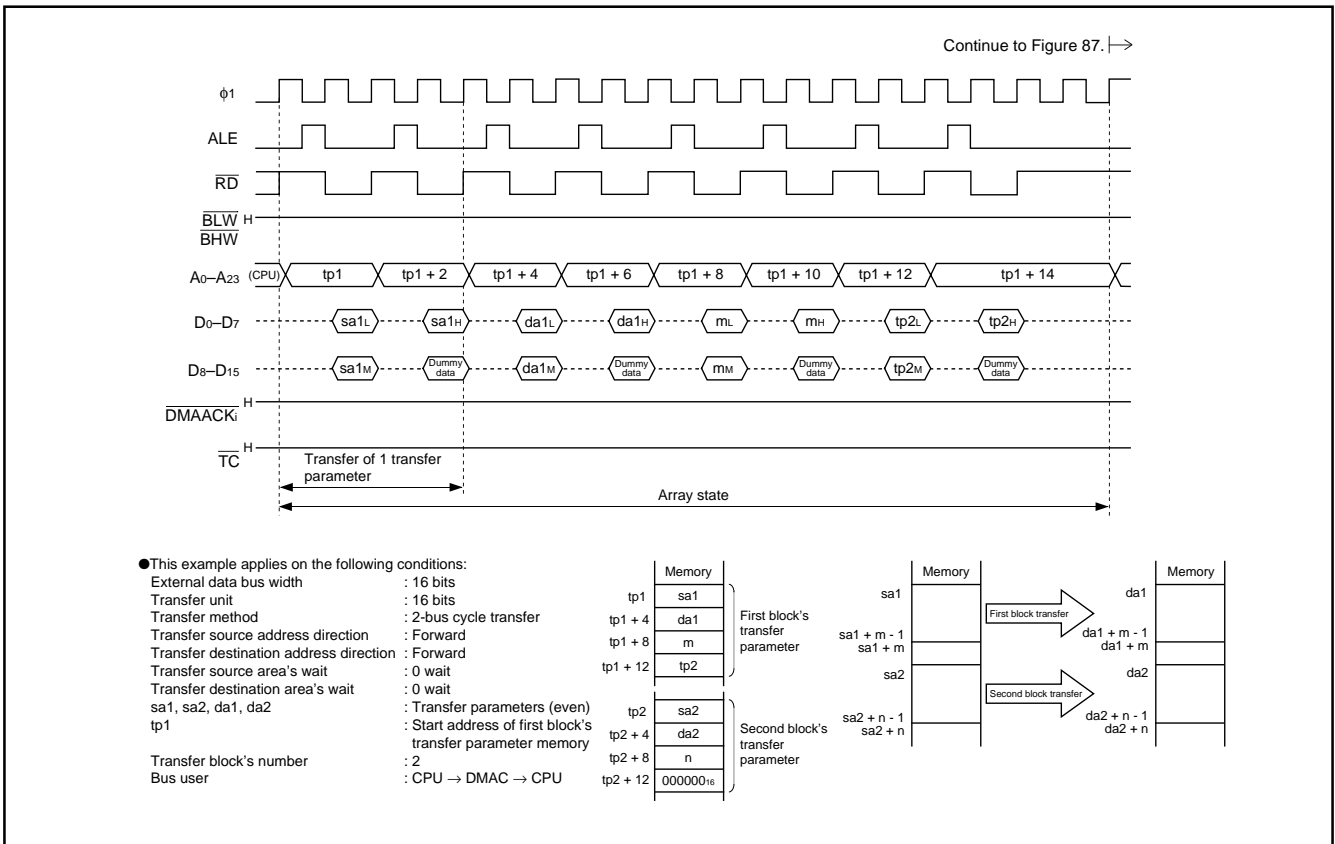 Continue to Figure 87.
ϕ1
ALE
RD
BLW H
BHW
A0–A23 (CPU) tp1 tp1 + 2 tp1 + 4 tp1 + 6 tp1 + 8 tp1 + 10 tp1 + 12 tp1 + 14
D0–D7 sa1L sa1H da1L da1H mL mH tp2L tp2H
D8–D15 sa1M Dummy data da1M Dummy data mM Dummy data tp2M Dummy data
DMAACKi H
TC H
Transfer of 1 transfer
parameter
Array state
●This example applies on the following conditions:
External data bus width : 16 bits
Transfer unit : 16 bits
Transfer method : 2-bus cycle transfer
Transfer source address direction : Forward
Transfer destination address direction : Forward
Transfer source area's wait : 0 wait
Transfer destination area's wait : 0 wait
sa1, sa2, da1, da2 : Transfer parameters (even)
tp1 : Start address of first block's
transfer parameter memory
Transfer block's number : 2
Bus user : CPU → DMAC → CPU
Memory
tp1 sa1
tp1 + 4 da1
tp1 + 8 m
tp1 + 12 tp2
First block's
transfer
parameter
tp2 sa2
tp2 + 4 da2
tp2 + 8 n
tp2 + 12 00000016
Second block's
transfer
parameter
Memory
sa1
sa1 + m - 1
sa1 + m
sa2
sa2 + n - 1
sa2 + n
First block transfer
Second block transfer
Memory
da1
da1 + m - 1
da1 + m
da2
da2 + n - 1
da2 + n